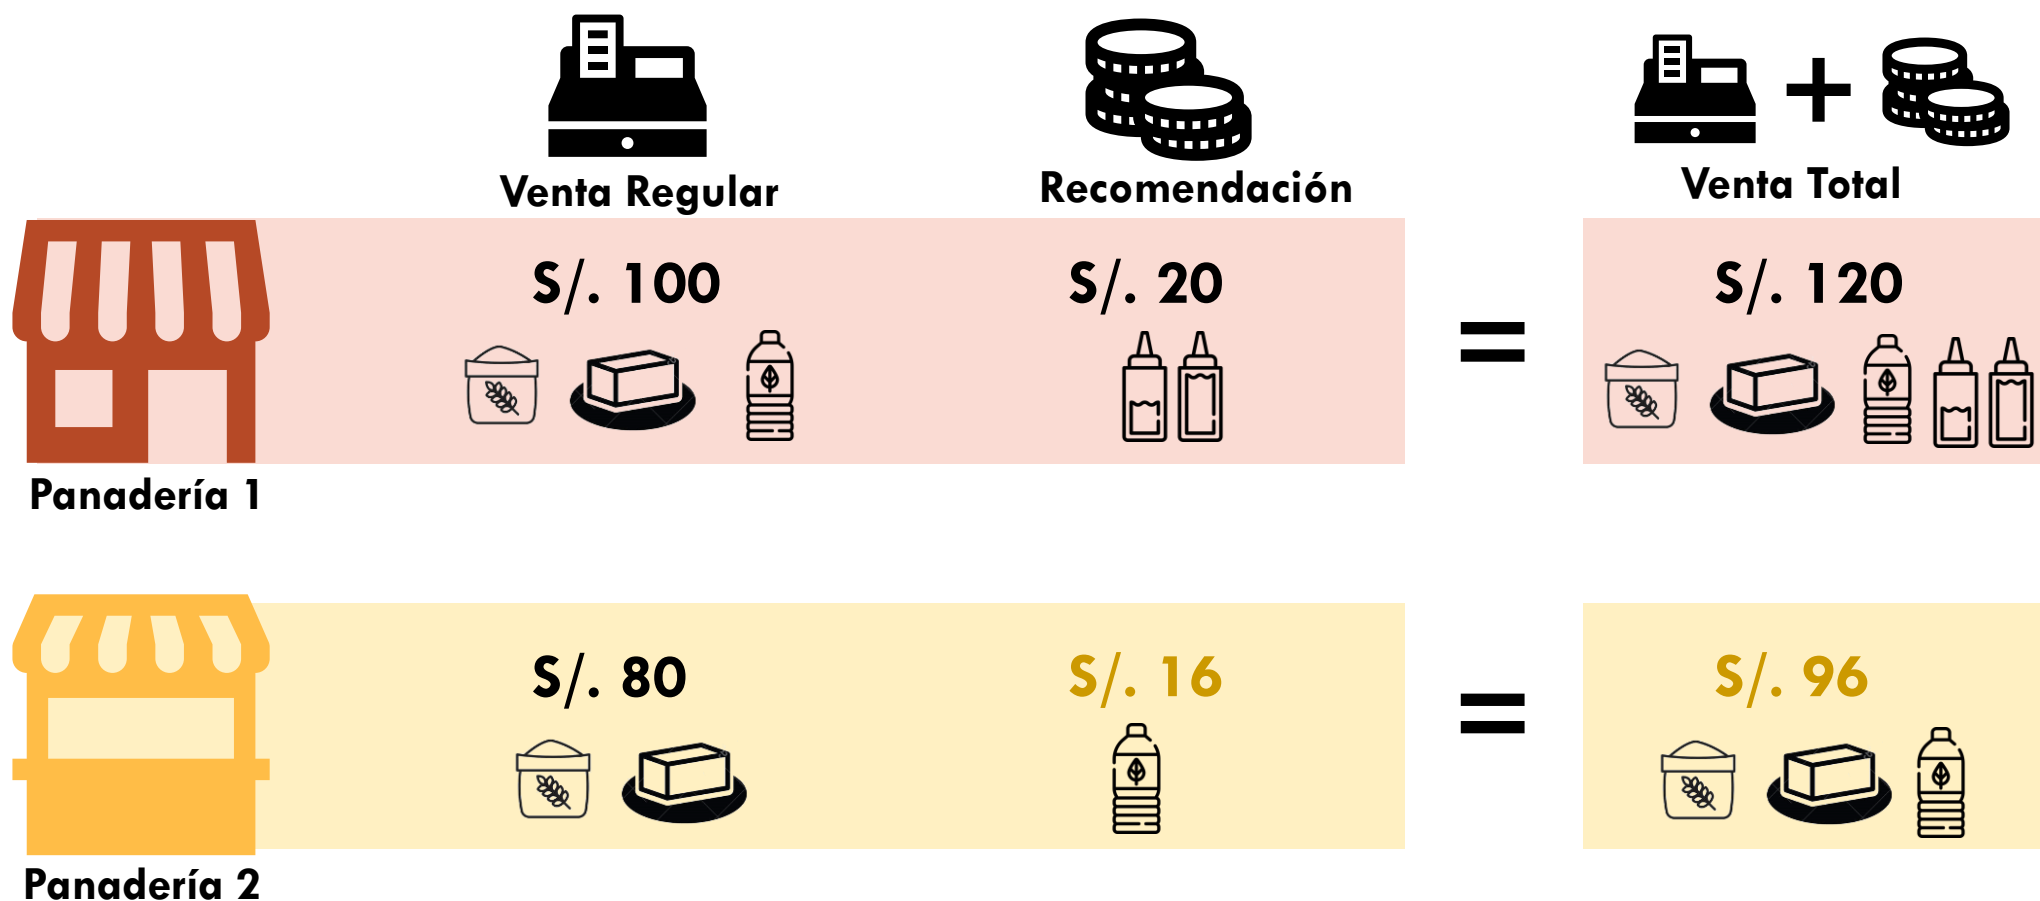 Venta Regular
Recomendación
Venta Total
S/. 100
S/. 20
=
S/. 120
Panadería 1
S/. 80
S/. 16
=
S/. 96
Panadería 2